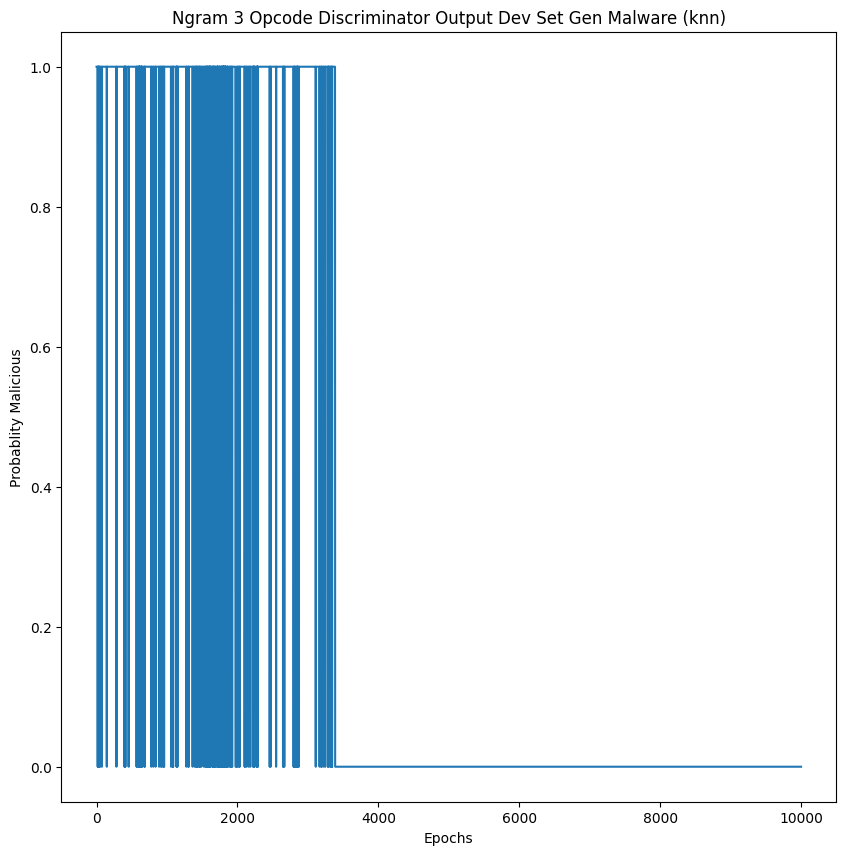 Ngram 3 Opcode Discriminator Output Dev Set Gen Malware (knn)
1.0
0.8
0.6
0.4
0.2
0.0
Probablity Malicious
0 2000 4000 6000 8000 10000
Epochs